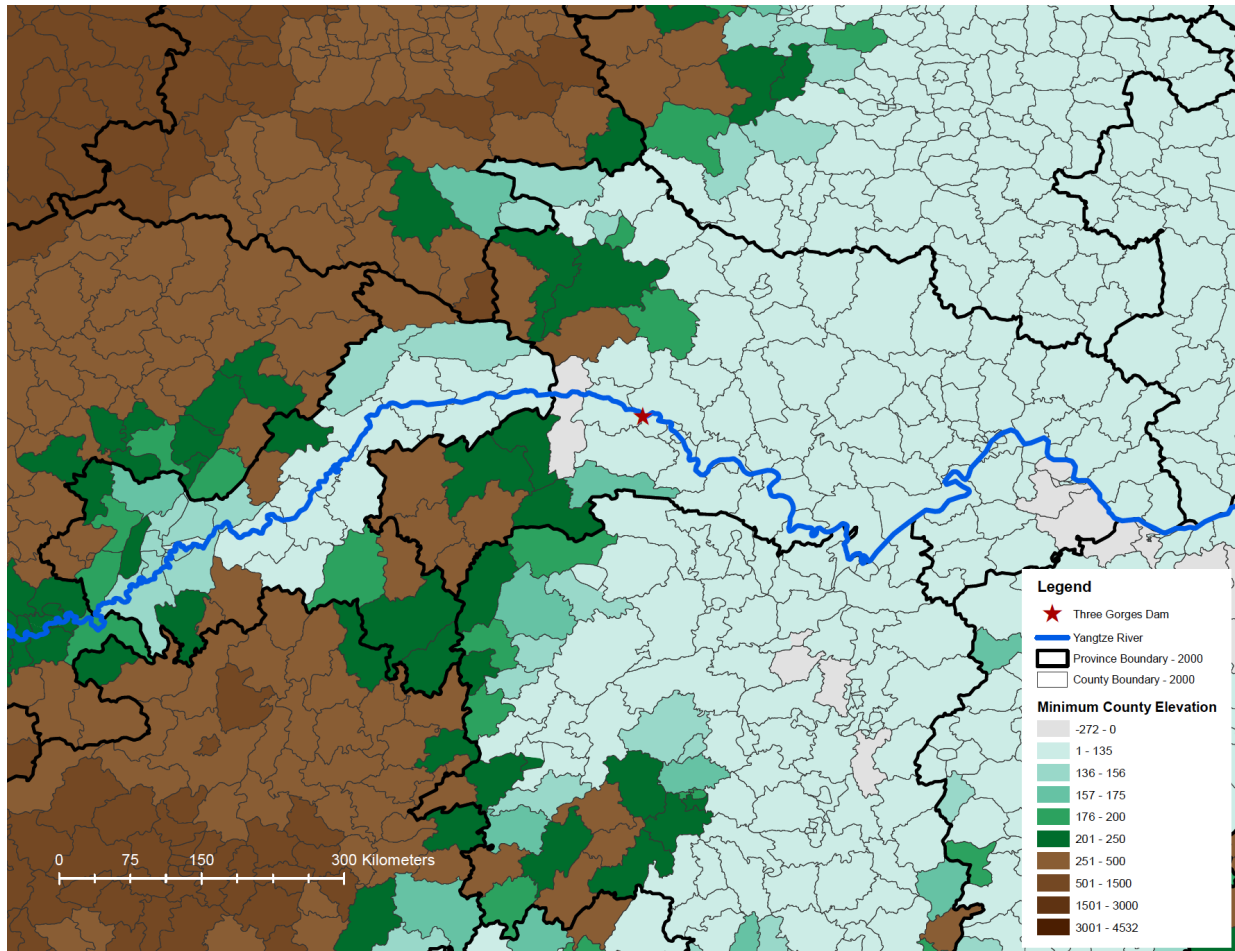 0 75 150 300 Kilometers
Legend
Three Gorges Dam
Yangtze River
Province Boundary - 2000
County Boundary - 2000
Minimum County Elevation
-272 - 0
1 - 135
136 - 156
157 - 175
176 - 200
201 - 250
251 - 500
501 - 1500
1501 - 3000
3001 - 4532